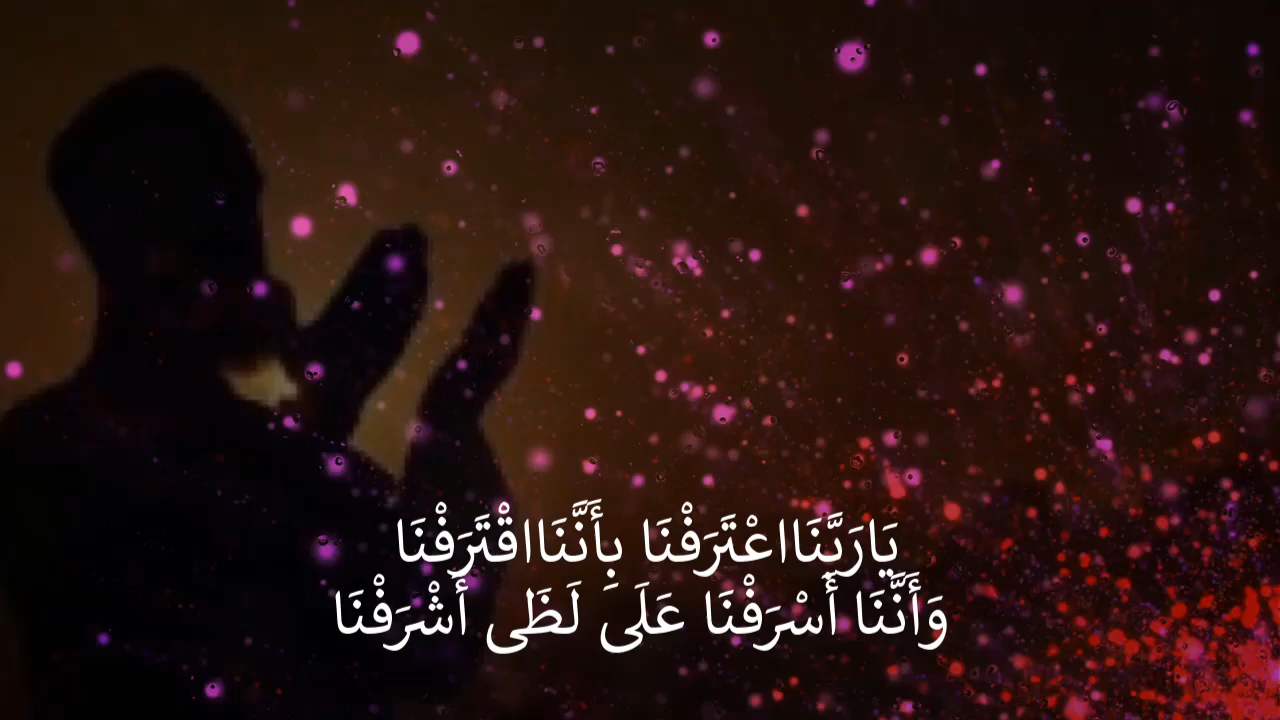 يَارَبَّنَااعْتَرَفْنَا بِأَنَّنَااقْتَرَفْنَا
وَأَنَّنَا أَسْرَفْنَا عَلَى لَظَى أَشْرَفْنَا